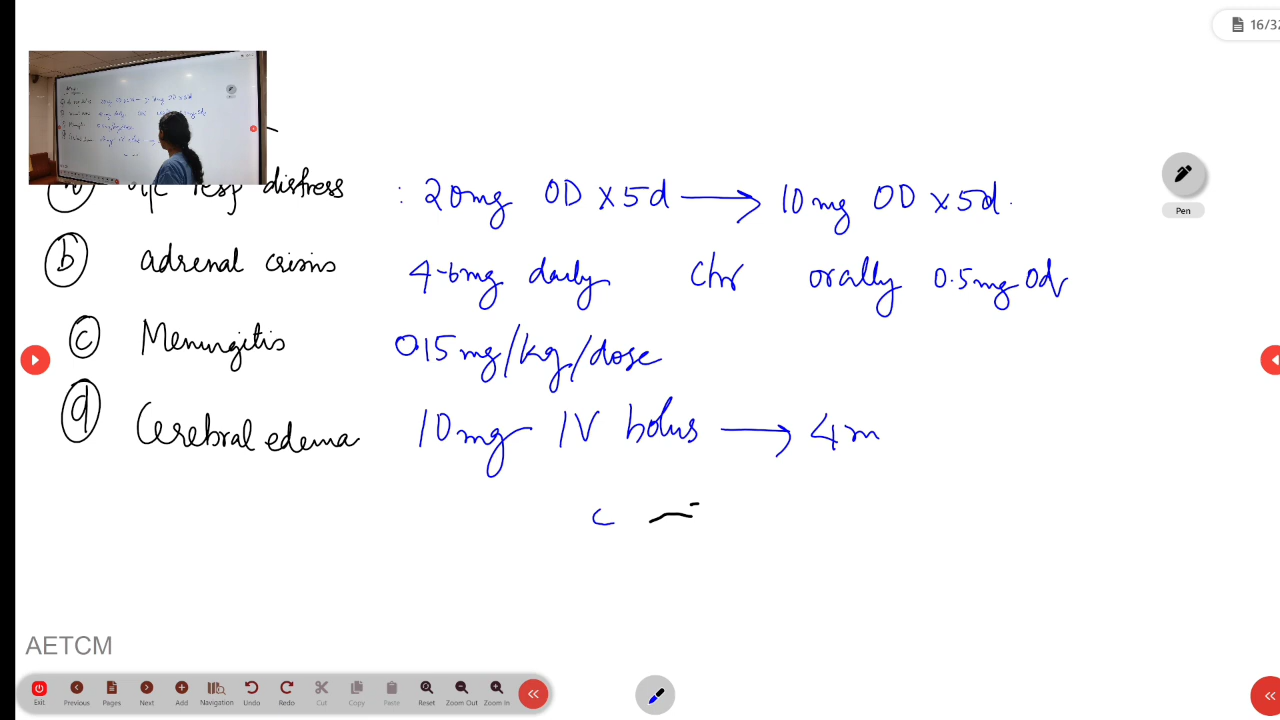 16/32
resp distress : 20mg OD x 5d → 10mg OD x 5d.
Pen
b adrenal crisis 4-6mg daily Chr orally 0.5mg Od
c Meningitis 0.15mg/kg/dose
d Cerebral edema 10mg IV bolus → 4m
c
AETCM
Exit Previous Pages Next Add Navigation Undo Redo Cut Copy Paste Reset Zoom Out Zoom In